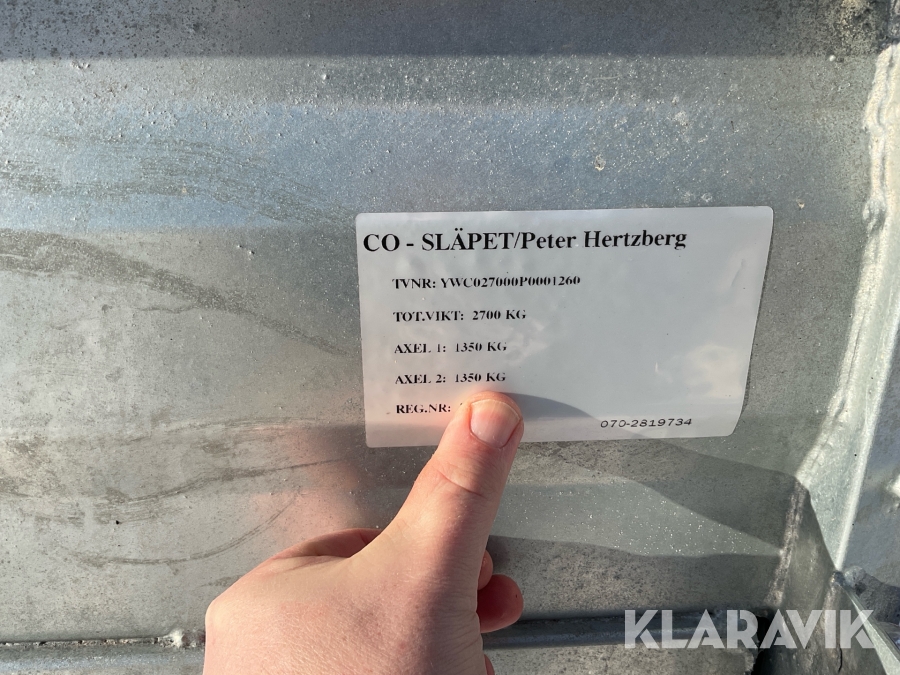 CO - SLÄPET/Peter Hertzberg
TVNR: YWC027000P0001260
TOT.VIKT: 2700 KG
AXEL 1: 1350 KG
AXEL 2: 1350 KG
REG.NR:
070-2819734
KLARAVIK